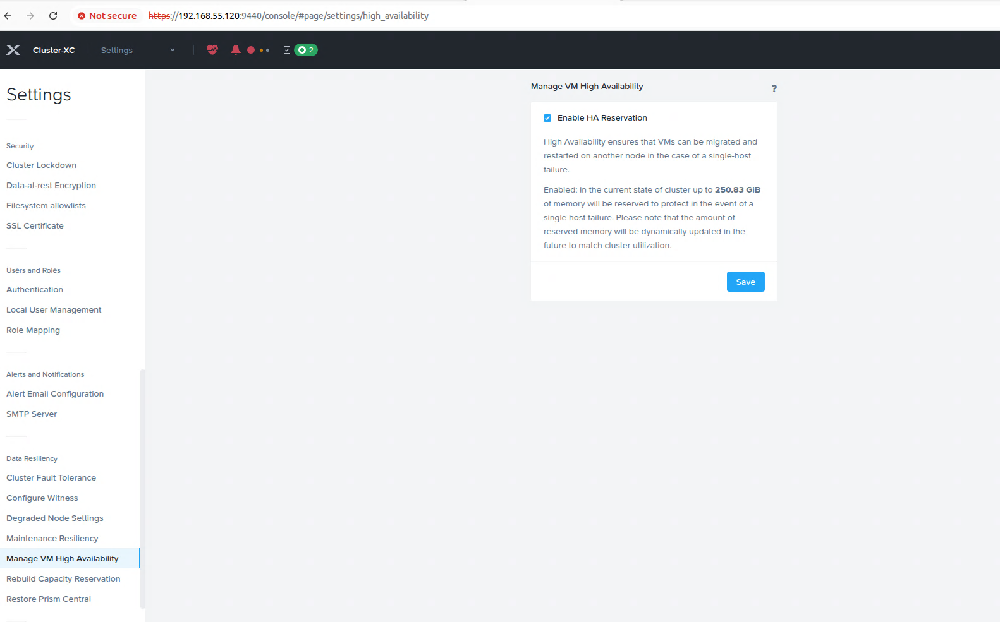 Not secure https://192.168.55.120:9440/console/#page/settings/high_availability
Cluster-XC Settings 2
Settings
Security
Cluster Lockdown
Data-at-rest Encryption
Filesystem allowlists
SSL Certificate
Users and Roles
Authentication
Local User Management
Role Mapping
Alerts and Notifications
Alert Email Configuration
SMTP Server
Data Resiliency
Cluster Fault Tolerance
Configure Witness
Degraded Node Settings
Maintenance Resiliency
Manage VM High Availability
Rebuild Capacity Reservation
Restore Prism Central
Manage VM High Availability ?
Enable HA Reservation
High Availability ensures that VMs can be migrated and
restarted on another node in the case of a single-host
failure.
Enabled: In the current state of cluster up to 250.83 GiB
of memory will be reserved to protect in the event of a
single host failure. Please note that the amount of
reserved memory will be dynamically updated in the
future to match cluster utilization.
Save